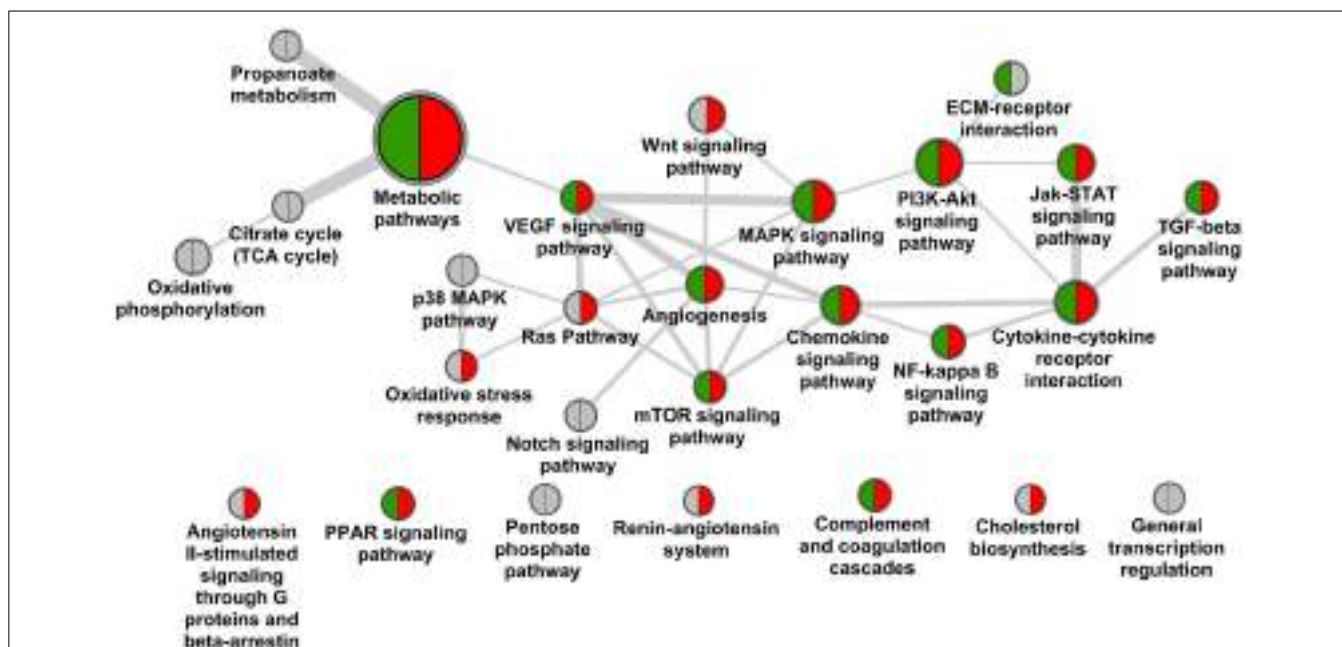 Propanoate
metabolism
Metabolic
pathways
Citrate cycle
(TCA cycle)
Oxidative
phosphorylation
Wnt signaling
pathway
ECM-receptor
interaction
VEGF signaling
pathway
MAPK signaling
pathway
PI3K-Akt
signaling
pathway
Jak-STAT
signaling
pathway
TGF-beta
signaling
pathway
p38 MAPK
pathway
Ras Pathway
Angiogenesis
Chemokine
signaling
pathway
Cytokine-cytokine
receptor
interaction
NF-kappa B
signaling
pathway
Oxidative stress
response
Notch signaling
pathway
mTOR signaling
pathway
Angiotensin
II-stimulated
signaling
through G
proteins and
beta-arrestin
PPAR signaling
pathway
Pentose
phosphate
pathway
Renin-angiotensin
system
Complement
and coagulation
cascades
Cholesterol
biosynthesis
General
transcription
regulation